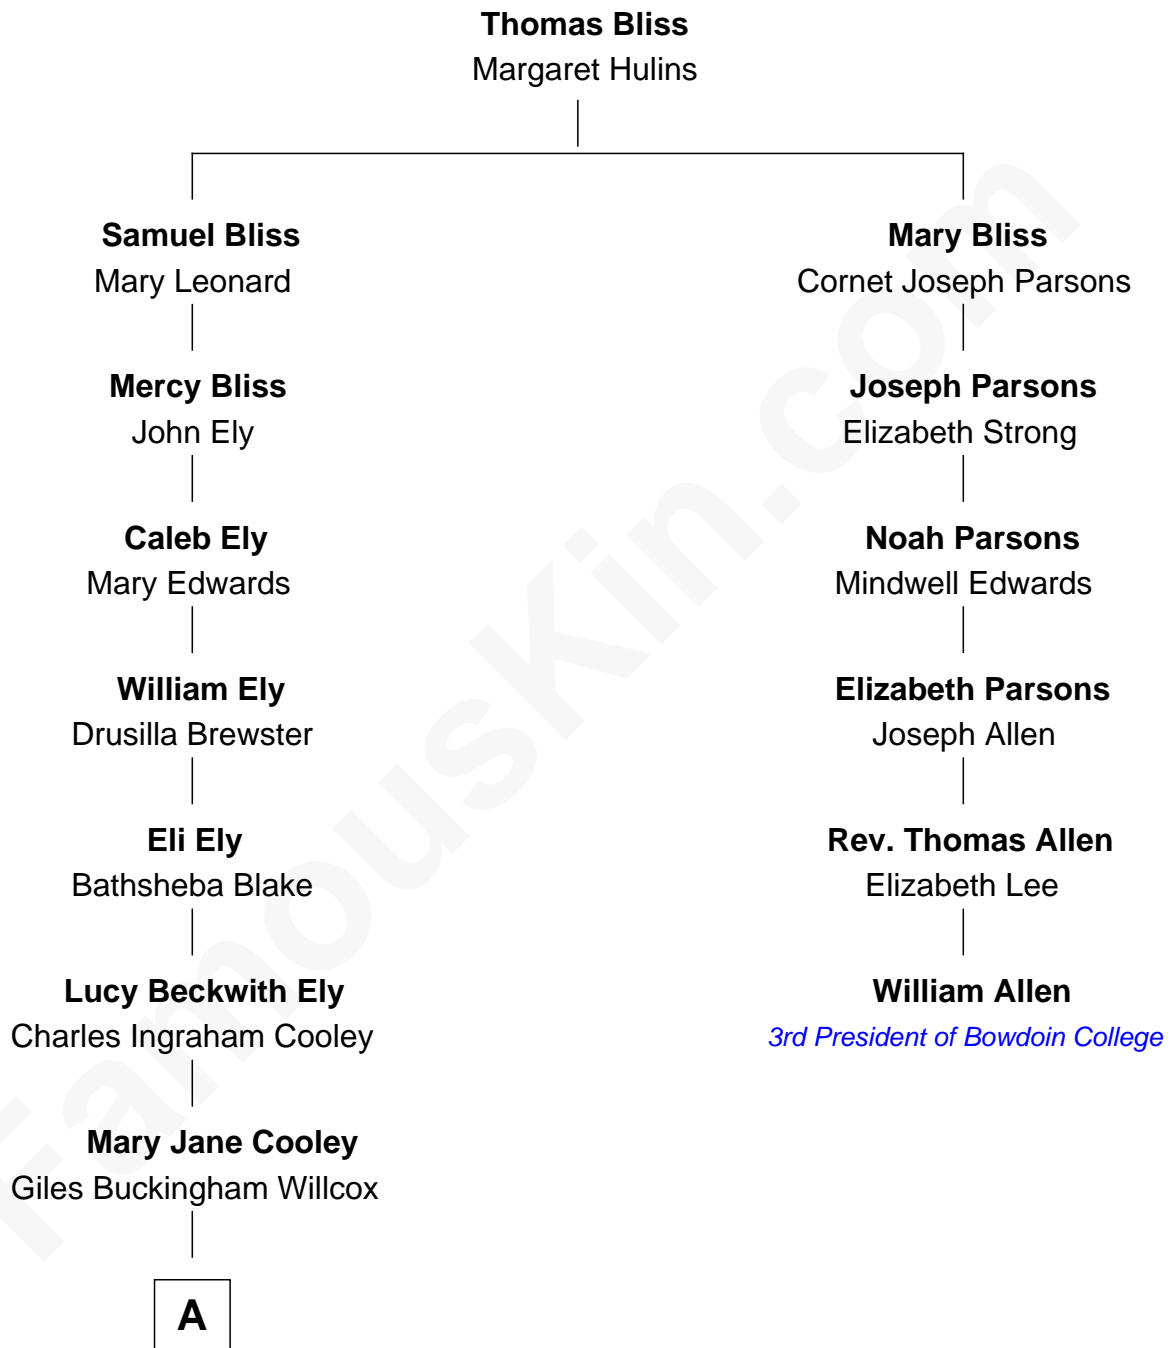 Thomas Bliss
Margaret Hulins
Samuel Bliss
Mary Leonard
Mary Bliss
Cornet Joseph Parsons
Mercy Bliss
John Ely
Joseph Parsons
Elizabeth Strong
Caleb Ely
Mary Edwards
Noah Parsons
Mindwell Edwards
William Ely
Drusilla Brewster
Elizabeth Parsons
Joseph Allen
Eli Ely
Bathsheba Blake
Rev. Thomas Allen
Elizabeth Lee
Lucy Beckwith Ely
Charles Ingraham Cooley
William Allen
3rd President of Bowdoin College
Mary Jane Cooley
Giles Buckingham Willcox
A
FamousKin.com